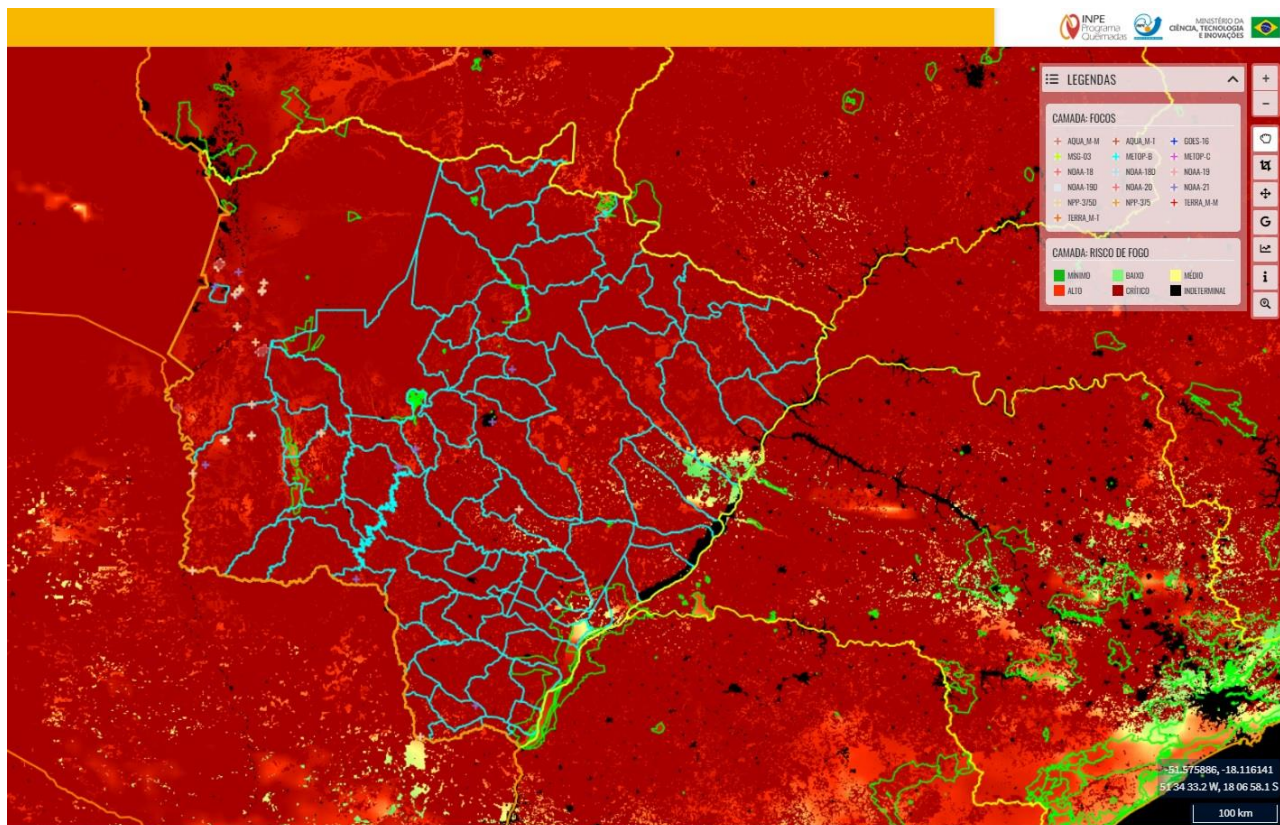 INPE
Programa
Queimadas
MINISTÉRIO DA
CIÊNCIA, TECNOLOGIA
E INOVAÇÕES
LEGENDAS
CAMADA: FOCOS
AQUA_M-M AQUA_M-T GOES-16
MSG-03 METOP-B METOP-C
NOAA-18 NOAA-18D NOAA-19
NOAA-19D NOAA-20 NOAA-21
NPP-375D NPP-375 TERRA_M-M
TERRA_M-T
CAMADA: RISCO DE FOGO
MÍNIMO BAIXO MÉDIO
ALTO CRÍTICO INDETERMINAD
+
−
G
i
-51.575886, -18.116141
51 34 33.2 W, 18 06 58.1 S
100 km